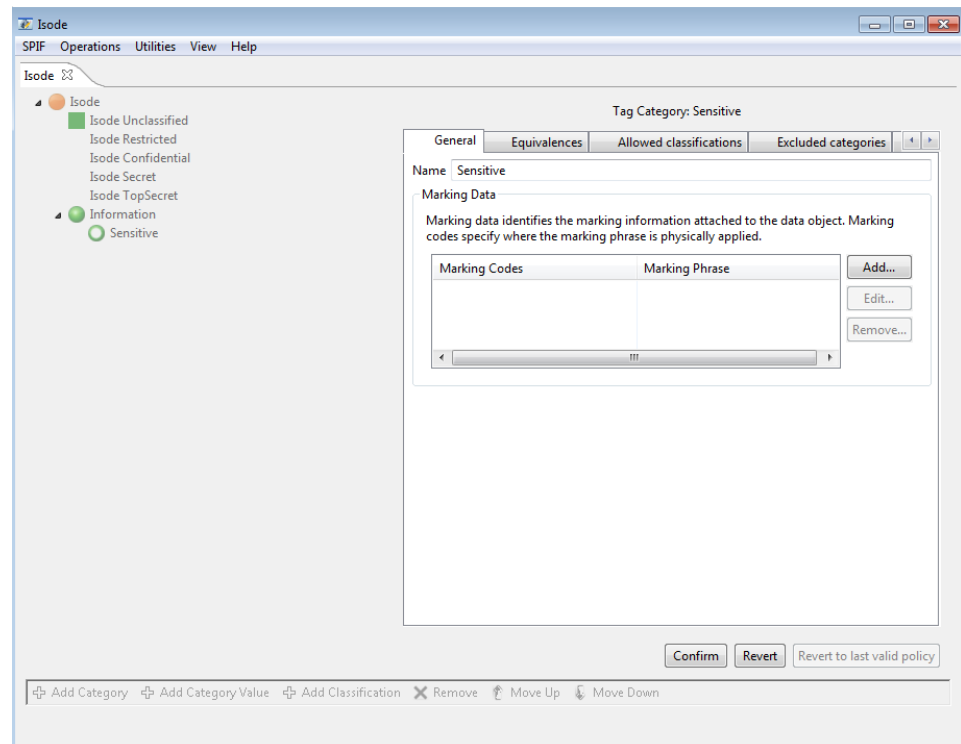 Isode
SPIF Operations Utilities View Help
Isode
Isode
Isode Unclassified
Isode Restricted
Isode Confidential
Isode Secret
Isode TopSecret
Information
Sensitive
Tag Category: Sensitive
General Equivalences Allowed classifications Excluded categories
Name Sensitive
Marking Data
Marking data identifies the marking information attached to the data object. Marking
codes specify where the marking phrase is physically applied.
Marking Codes Marking Phrase
Add...
Edit...
Remove...
Confirm Revert Revert to last valid policy
Add Category Add Category Value Add Classification Remove Move Up Move Down